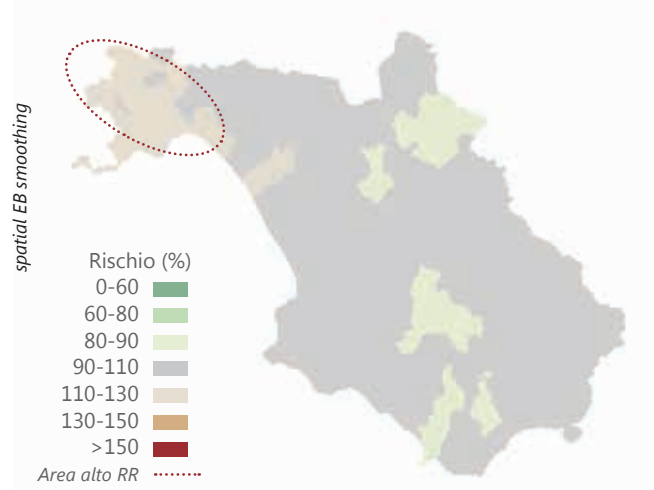 spatial EB smoothing
Rischio (%)
0-60
60-80
80-90
90-110
110-130
130-150
>150
Area alto RR